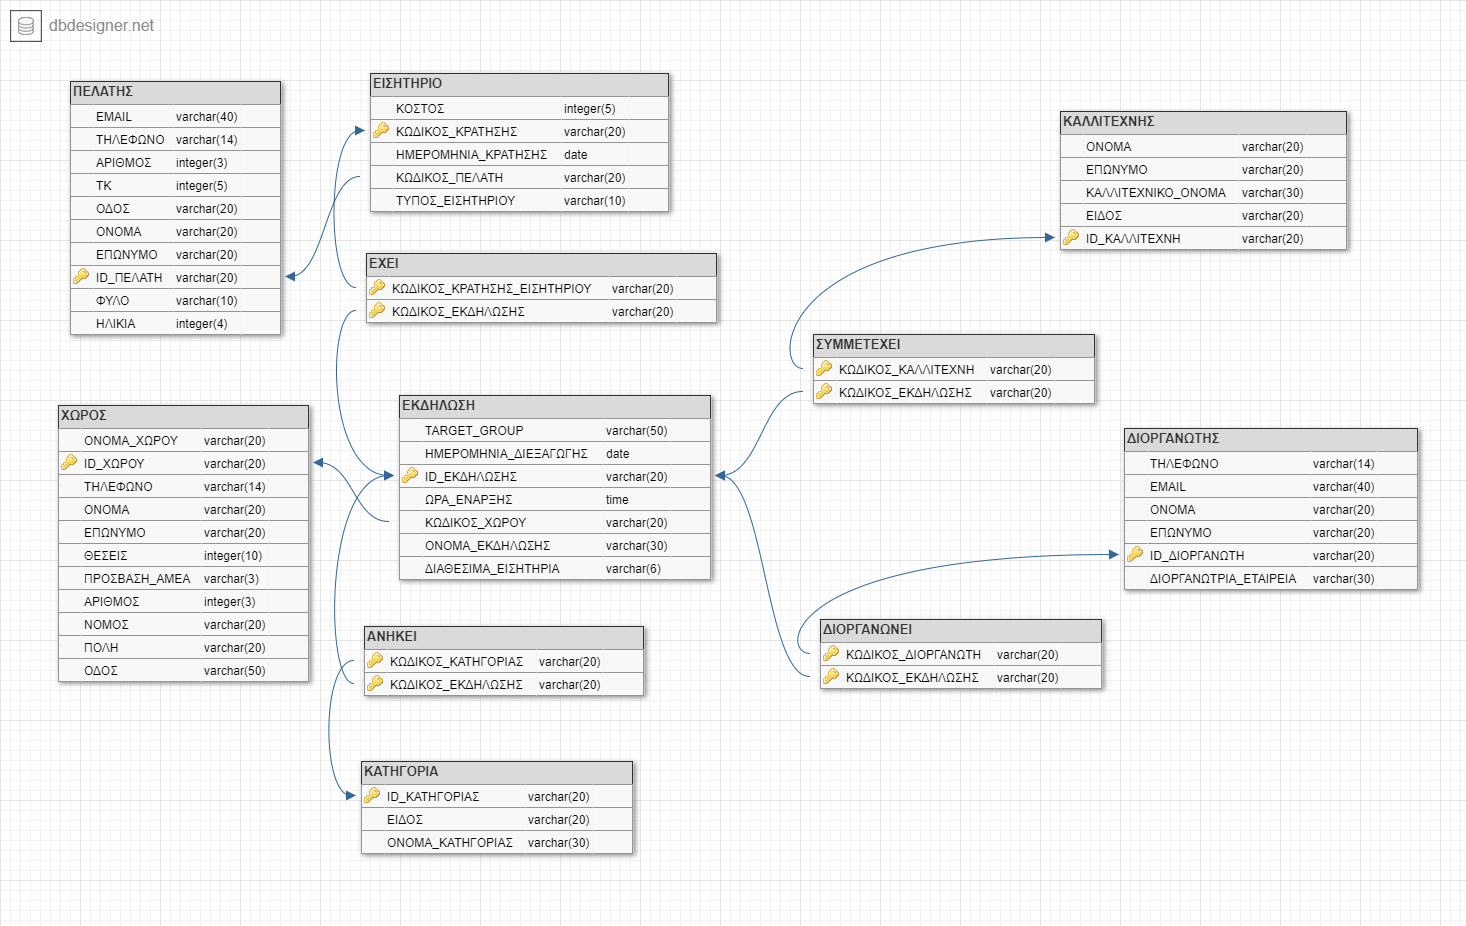 dbdesigner.net
ΠΕΛΑΤΗΣ
EMAIL varchar(40)
ΤΗΛΕΦΩΝΟ varchar(14)
ΑΡΙΘΜΟΣ integer(3)
ΤΚ integer(5)
ΟΔΟΣ varchar(20)
ΟΝΟΜΑ varchar(20)
ΕΠΩΝΥΜΟ varchar(20)
ID_ΠΕΛΑΤΗ varchar(20)
ΦΥΛΟ varchar(10)
ΗΛΙΚΙΑ integer(4)
ΕΙΣΗΤΗΡΙΟ
ΚΟΣΤΟΣ integer(5)
ΚΩΔΙΚΟΣ_ΚΡΑΤΗΣΗΣ varchar(20)
ΗΜΕΡΟΜΗΝΙΑ_ΚΡΑΤΗΣΗΣ date
ΚΩΔΙΚΟΣ_ΠΕΛΑΤΗ varchar(20)
ΤΥΠΟΣ_ΕΙΣΗΤΗΡΙΟΥ varchar(10)
ΚΑΛΛΙΤΕΧΝΗΣ
ΟΝΟΜΑ varchar(20)
ΕΠΩΝΥΜΟ varchar(20)
ΚΑΛΛΙΤΕΧΝΙΚΟ_ΟΝΟΜΑ varchar(30)
ΕΙΔΟΣ varchar(20)
ID_ΚΑΛΛΙΤΕΧΝΗ varchar(20)
ΕΧΕΙ
ΚΩΔΙΚΟΣ_ΚΡΑΤΗΣΗΣ_ΕΙΣΗΤΗΡΙΟΥ varchar(20)
ΚΩΔΙΚΟΣ_ΕΚΔΗΛΩΣΗΣ varchar(20)
ΣΥΜΜΕΤΕΧΕΙ
ΚΩΔΙΚΟΣ_ΚΑΛΛΙΤΕΧΝΗ varchar(20)
ΚΩΔΙΚΟΣ_ΕΚΔΗΛΩΣΗΣ varchar(20)
ΧΩΡΟΣ
ΟΝΟΜΑ_ΧΩΡΟΥ varchar(20)
ID_ΧΩΡΟΥ varchar(20)
ΤΗΛΕΦΩΝΟ varchar(14)
ΟΝΟΜΑ varchar(20)
ΕΠΩΝΥΜΟ varchar(20)
ΘΕΣΕΙΣ integer(10)
ΠΡΟΣΒΑΣΗ_ΑΜΕΑ varchar(3)
ΑΡΙΘΜΟΣ integer(3)
ΝΟΜΟΣ varchar(20)
ΠΟΛΗ varchar(20)
ΟΔΟΣ varchar(50)
ΕΚΔΗΛΩΣΗ
TARGET_GROUP varchar(50)
ΗΜΕΡΟΜΗΝΙΑ_ΔΙΕΞΑΓΩΓΗΣ date
ID_ΕΚΔΗΛΩΣΗΣ varchar(20)
ΩΡΑ_ΕΝΑΡΞΗΣ time
ΚΩΔΙΚΟΣ_ΧΩΡΟΥ varchar(20)
ΟΝΟΜΑ_ΕΚΔΗΛΩΣΗΣ varchar(30)
ΔΙΑΘΕΣΙΜΑ_ΕΙΣΗΤΗΡΙΑ varchar(6)
ΔΙΟΡΓΑΝΩΤΗΣ
ΤΗΛΕΦΩΝΟ varchar(14)
EMAIL varchar(40)
ΟΝΟΜΑ varchar(20)
ΕΠΩΝΥΜΟ varchar(20)
ID_ΔΙΟΡΓΑΝΩΤΗ varchar(20)
ΔΙΟΡΓΑΝΩΤΡΙΑ_ΕΤΑΙΡΕΙΑ varchar(30)
ΑΝΗΚΕΙ
ΚΩΔΙΚΟΣ_ΚΑΤΗΓΟΡΙΑΣ varchar(20)
ΚΩΔΙΚΟΣ_ΕΚΔΗΛΩΣΗΣ varchar(20)
ΔΙΟΡΓΑΝΩΝΕΙ
ΚΩΔΙΚΟΣ_ΔΙΟΡΓΑΝΩΤΗ varchar(20)
ΚΩΔΙΚΟΣ_ΕΚΔΗΛΩΣΗΣ varchar(20)
ΚΑΤΗΓΟΡΙΑ
ID_ΚΑΤΗΓΟΡΙΑΣ varchar(20)
ΕΙΔΟΣ varchar(20)
ΟΝΟΜΑ_ΚΑΤΗΓΟΡΙΑΣ varchar(30)